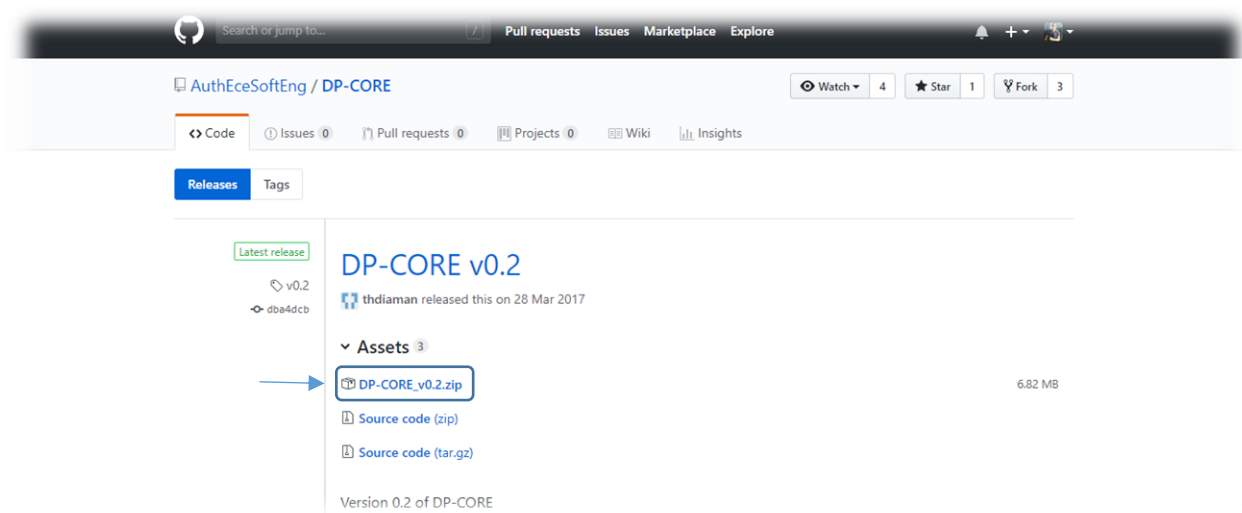 Search or jump to... / Pull requests Issues Marketplace Explore
AuthEceSoftEng / DP-CORE Watch 4 Star 1 Fork 3
Code Issues 0 Pull requests 0 Projects 0 Wiki Insights
Releases Tags
Latest release
DP-CORE v0.2
v0.2
thdiaman released this on 28 Mar 2017
dba4dcb
Assets 3
DP-CORE_v0.2.zip 6.82 MB
Source code (zip)
Source code (tar.gz)
Version 0.2 of DP-CORE